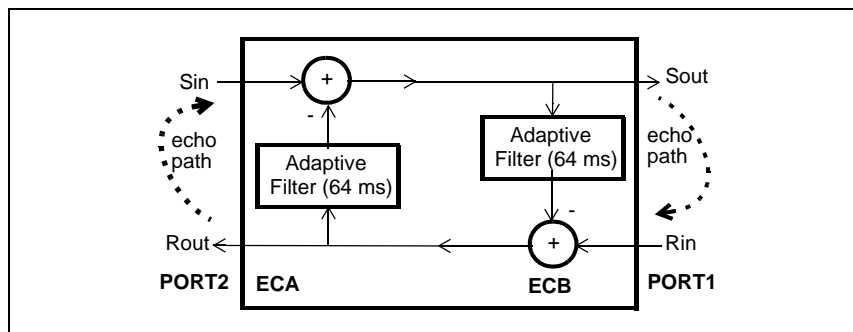 Sin
+
Sout
-
echo
path
Adaptive
Filter (64 ms)
Adaptive
Filter (64 ms)
echo
path
-
Rout
+
Rin
PORT2
ECA
ECB
PORT1